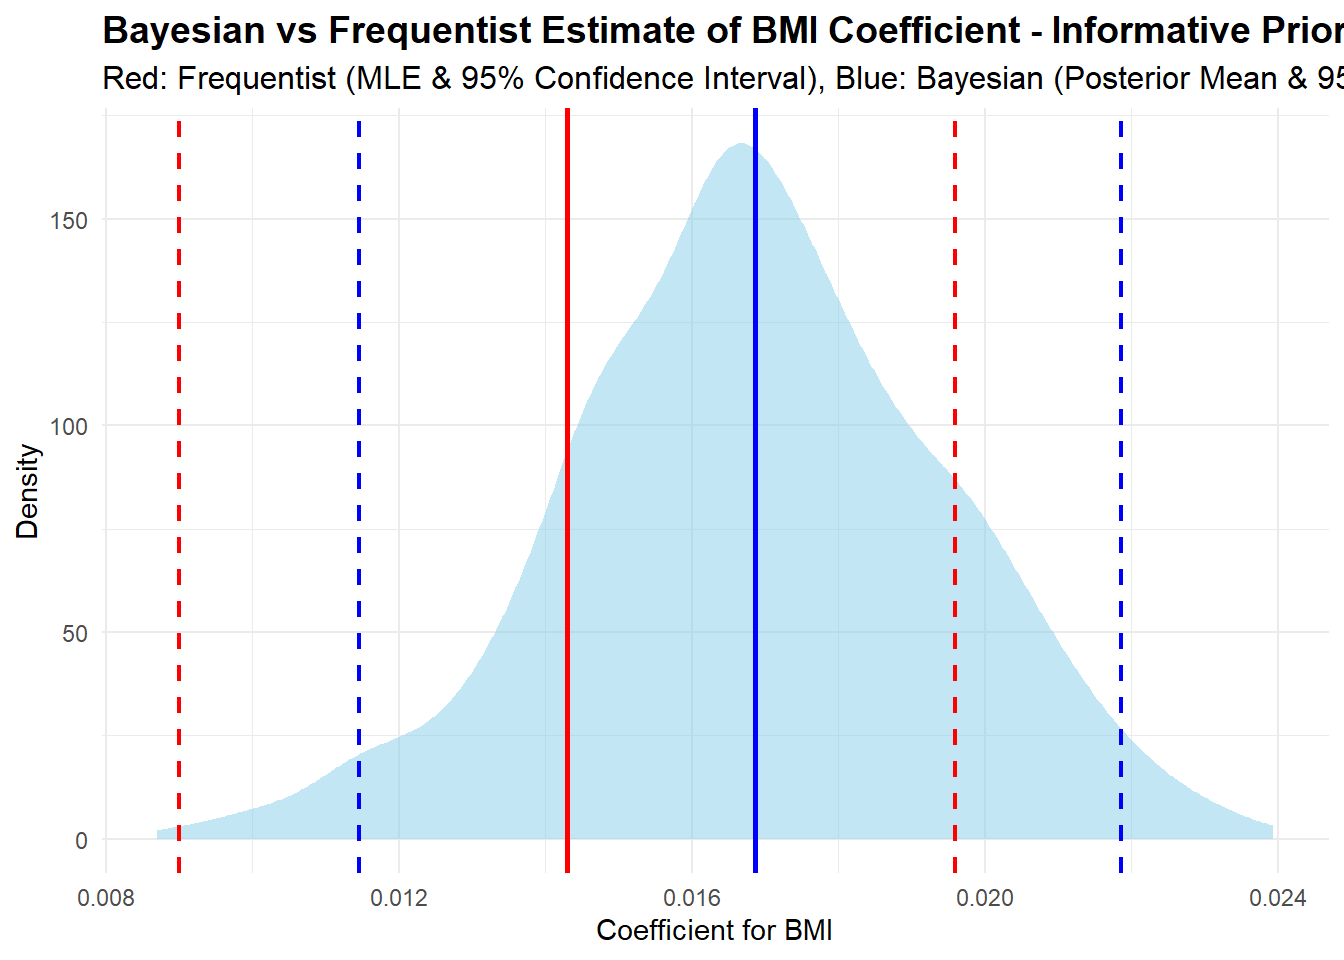 Bayesian vs Frequentist Estimate of BMI Coefficient - Informative Prior
Red: Frequentist (MLE & 95% Confidence Interval), Blue: Bayesian (Posterior Mean & 95
Density
150
100
50
0
0.008 0.012 0.016 0.020 0.024
Coefficient for BMI